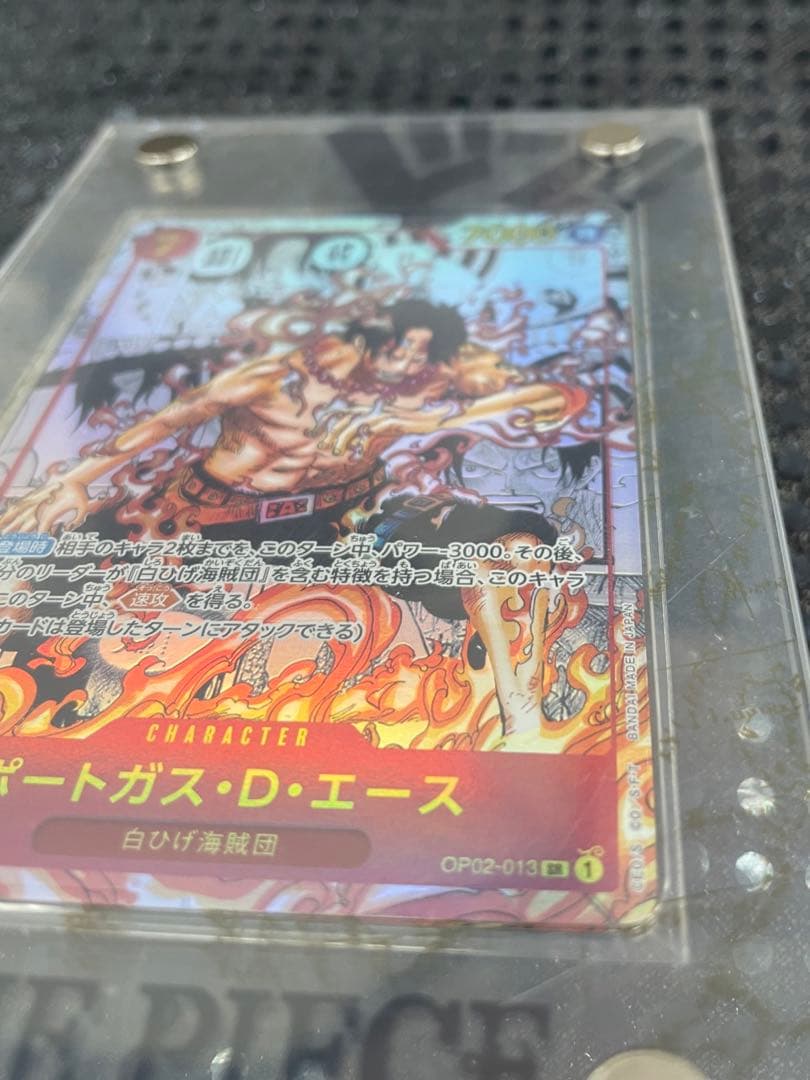 7000
登場時 相手のキャラ2枚までを、このターン中、パワー-3000。その後、
分のリーダーが『白ひげ海賊団』を含む特徴を持つ場合、このキャラ
このターン中、速攻を得る。
カードは登場したターンにアタックできる)
CHARACTER
ポートガス・D・エース
白ひげ海賊団
OP02-013 SR 1
BANDAI MADE IN JAPAN
E PIECE